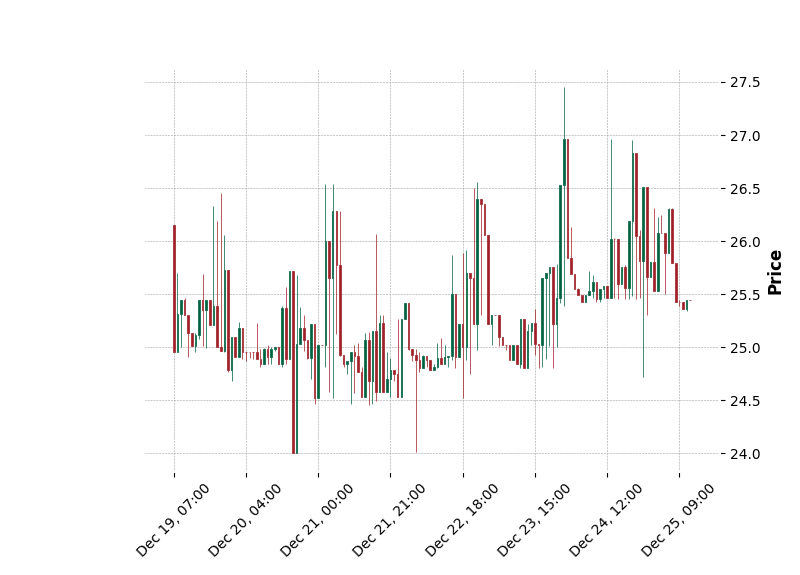 27.5
27.0
26.5
26.0
25.5
25.0
24.5
24.0
Price
Dec 19, 07:00
Dec 20, 04:00
Dec 21, 00:00
Dec 21, 21:00
Dec 22, 18:00
Dec 23, 15:00
Dec 24, 12:00
Dec 25, 09:00